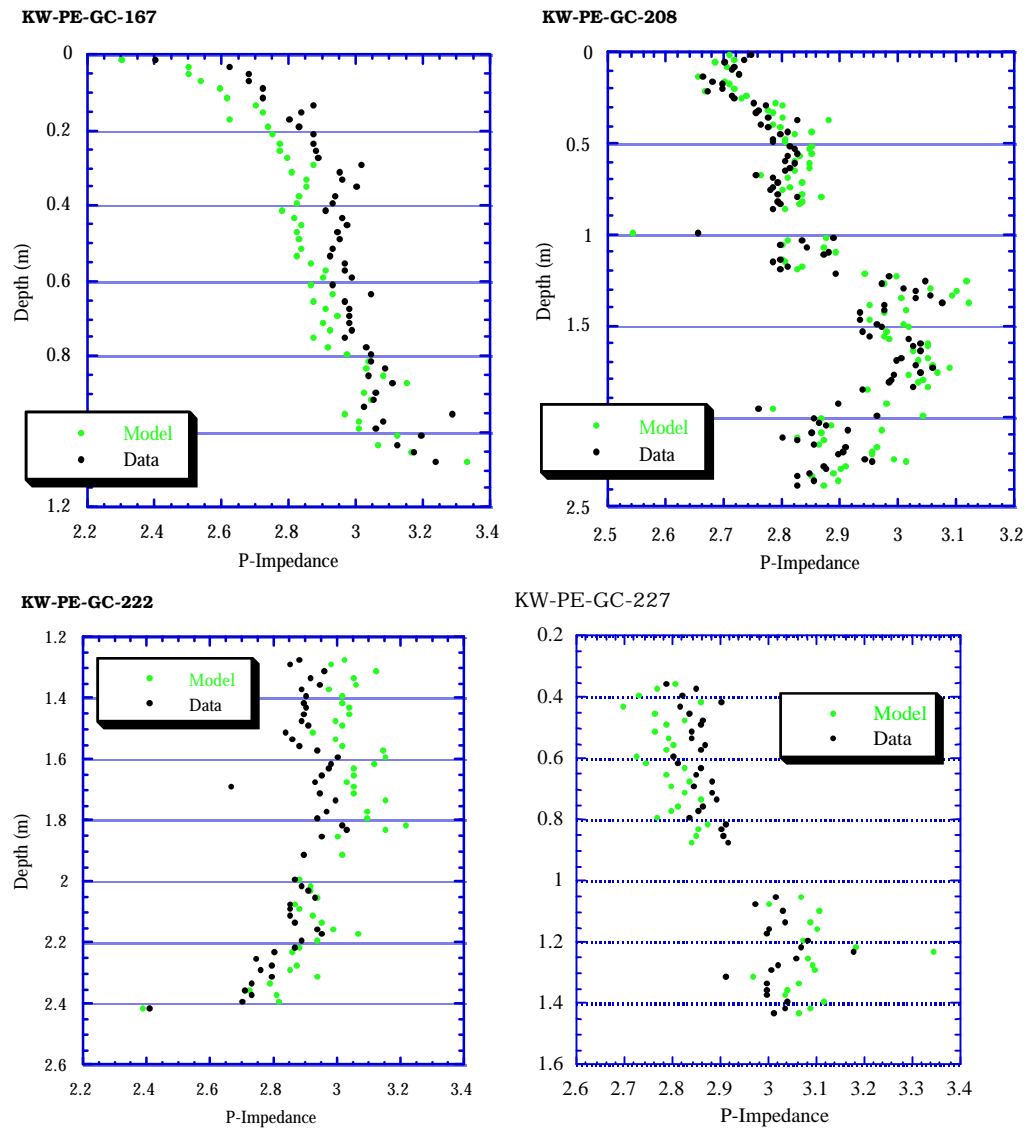 KW-PE-GC-167
0
0.2
0.4
0.6
0.8
1.2
Depth (m)
Model
Data
2.2 2.4 2.6 2.8 3 3.2 3.4
P-Impedance
KW-PE-GC-208
0
0.5
1
1.5
2.5
Depth (m)
Model
Data
2.5 2.6 2.7 2.8 2.9 3 3.1 3.2
P-Impedance
KW-PE-GC-222
1.2
1.4
1.6
1.8
2
2.2
2.4
2.6
Depth (m)
Model
Data
2.2 2.4 2.6 2.8 3 3.2 3.4
P-Impedance
KW-PE-GC-227
0.2
0.4
0.6
0.8
1
1.2
1.4
1.6
Model
Data
2.6 2.7 2.8 2.9 3 3.1 3.2 3.3 3.4
P-Impedance